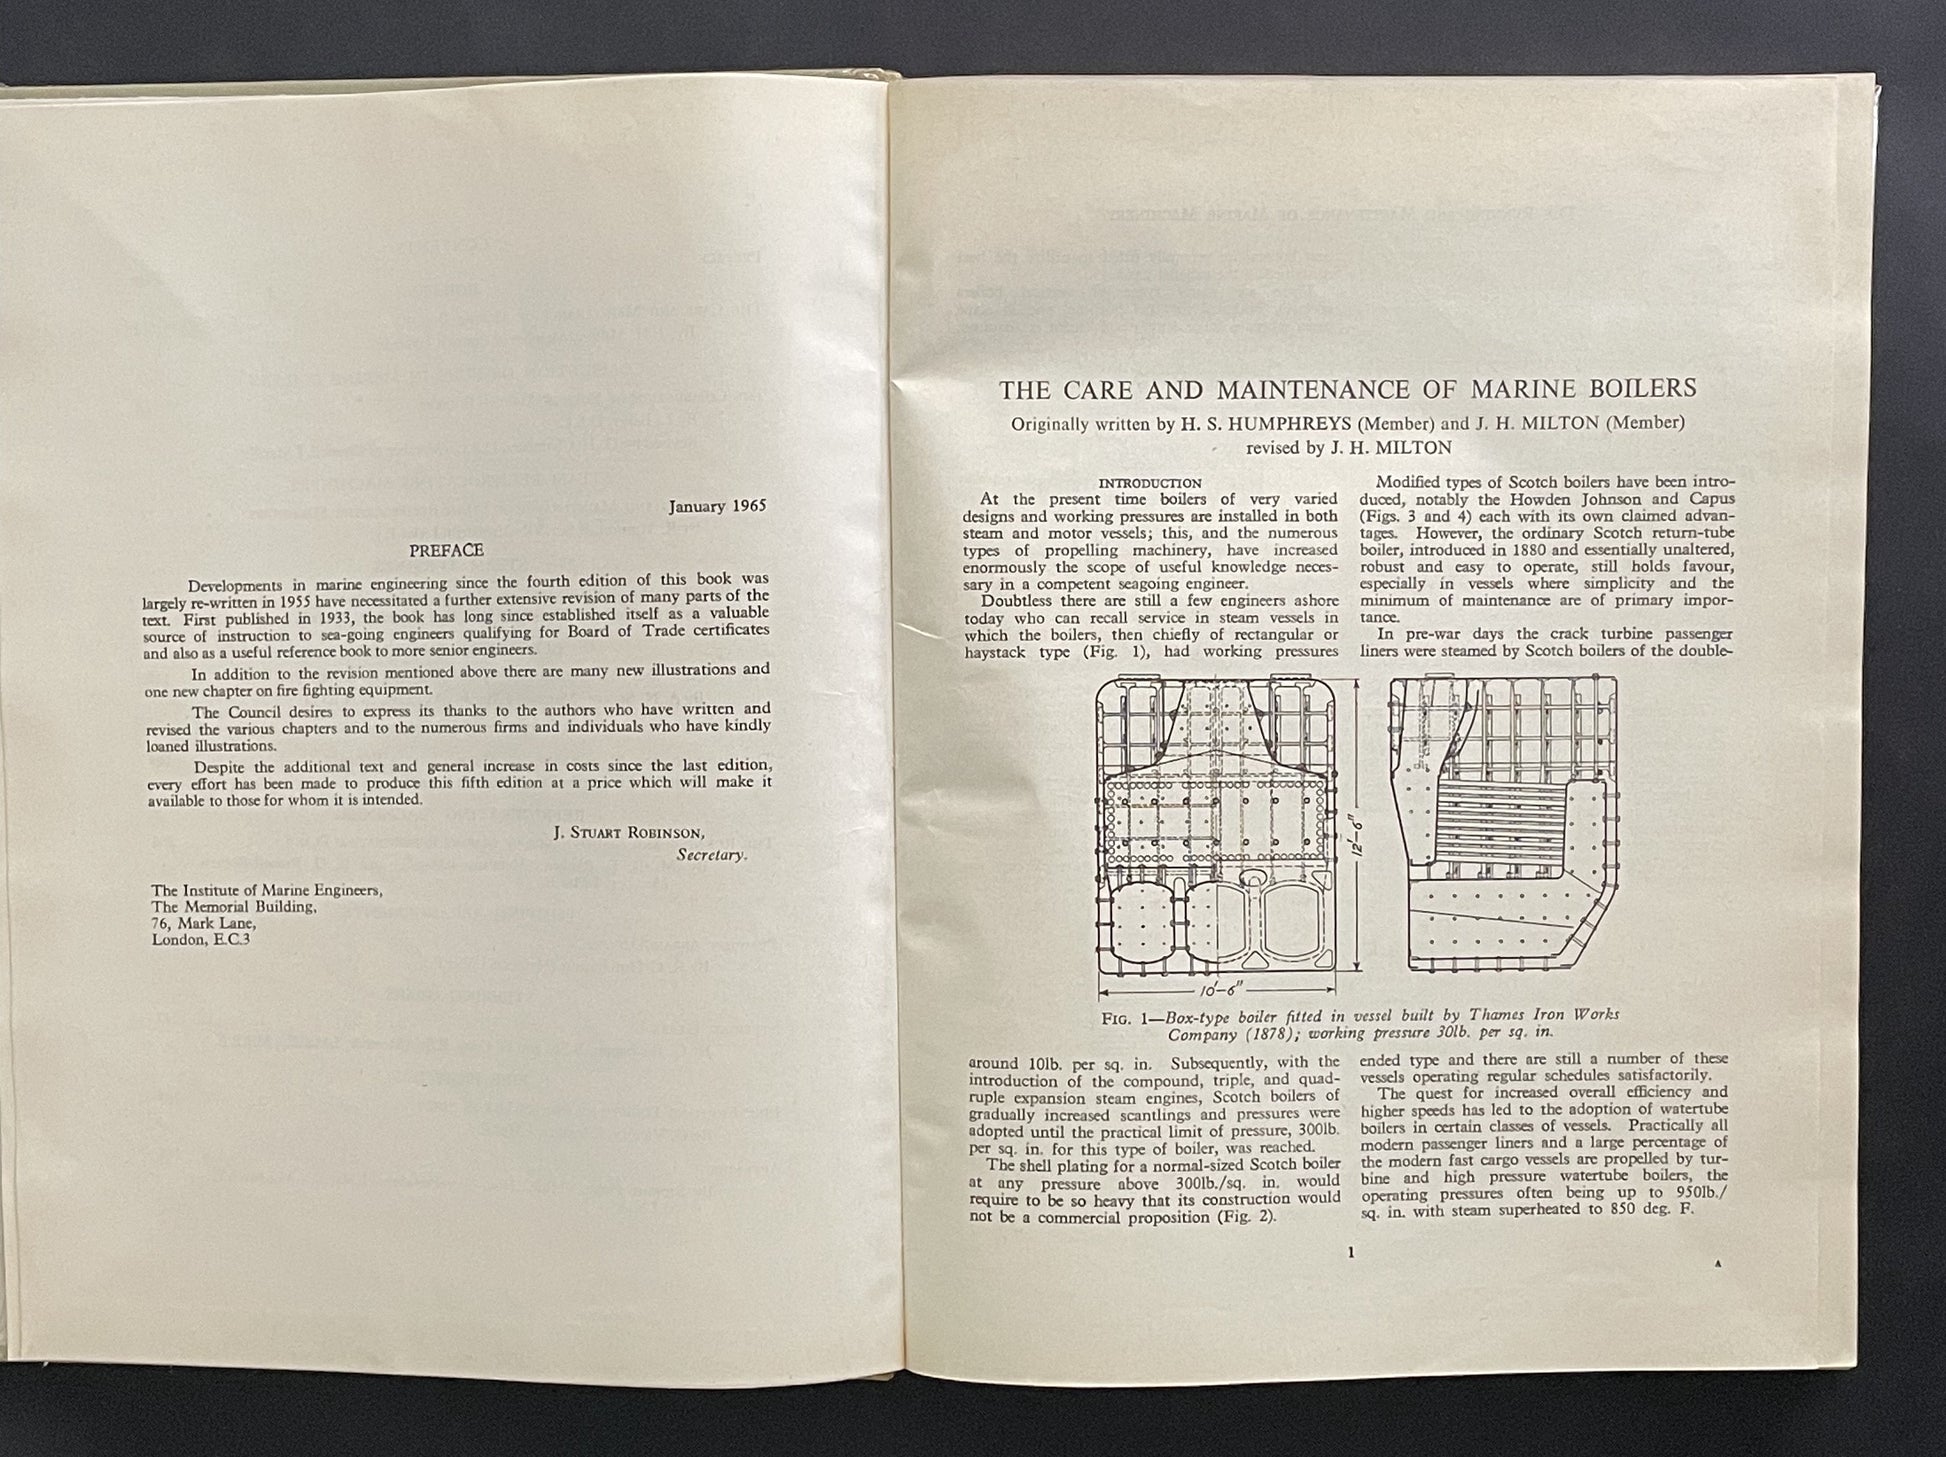 January 1965
PREFACE
Developments in marine engineering since the fourth edition of this book was
largely re-written in 1955 have necessitated a further extensive revision of many parts of the
text. First published in 1933, the book has long since established itself as a valuable
source of instruction to sea-going engineers qualifying for Board of Trade certificates
and also as a useful reference book to more senior engineers.
In addition to the revision mentioned above there are many new illustrations and
one new chapter on fire fighting equipment.
The Council desires to express its thanks to the authors who have written and
revised the various chapters and to the numerous firms and individuals who have kindly
loaned illustrations.
Despite the additional text and general increase in costs since the last edition,
every effort has been made to produce this fifth edition at a price which will make it
available to those for whom it is intended.
J. STUART ROBINSON,
Secretary.
The Institute of Marine Engineers,
The Memorial Building,
76, Mark Lane,
London, E.C.3
THE CARE AND MAINTENANCE OF MARINE BOILERS
Originally written by H. S. HUMPHREYS (Member) and J. H. MILTON (Member)
revised by J. H. MILTON
INTRODUCTION
At the present time boilers of very varied
designs and working pressures are installed in both
steam and motor vessels; this, and the numerous
types of propelling machinery, have increased
enormously the scope of useful knowledge neces-
sary in a competent seagoing engineer.
Doubtless there are still a few engineers ashore
today who can recall service in steam vessels in
which the boilers, then chiefly of rectangular or
haystack type (Fig. 1), had working pressures
Modified types of Scotch boilers have been intro-
duced, notably the Howden Johnson and Capus
(Figs. 3 and 4) each with its own claimed advan-
tages. However, the ordinary Scotch return-tube
boiler, introduced in 1880 and essentially unaltered,
robust and easy to operate, still holds favour,
especially in vessels where simplicity and the
minimum of maintenance are of primary impor-
tance.
In pre-war days the crack turbine passenger
liners were steamed by Scotch boilers of the double-
12'–6"
10'–6"
FIG. 1—Box-type boiler fitted in vessel built by Thames Iron Works
Company (1878); working pressure 30lb. per sq. in.
around 10lb. per sq. in. Subsequently, with the
introduction of the compound, triple, and quad-
ruple expansion steam engines, Scotch boilers of
gradually increased scantlings and pressures were
adopted until the practical limit of pressure, 300lb.
per sq. in. for this type of boiler, was reached.
The shell plating for a normal-sized Scotch boiler
at any pressure above 300lb./sq. in. would
require to be so heavy that its construction would
not be a commercial proposition (Fig. 2).
ended type and there are still a number of these
vessels operating regular schedules satisfactorily.
The quest for increased overall efficiency and
higher speeds has led to the adoption of watertube
boilers in certain classes of vessels. Practically all
modern passenger liners and a large percentage of
the modern fast cargo vessels are propelled by tur-
bine and high pressure watertube boilers, the
operating pressures often being up to 950lb./
sq. in. with steam superheated to 850 deg. F.
1
A